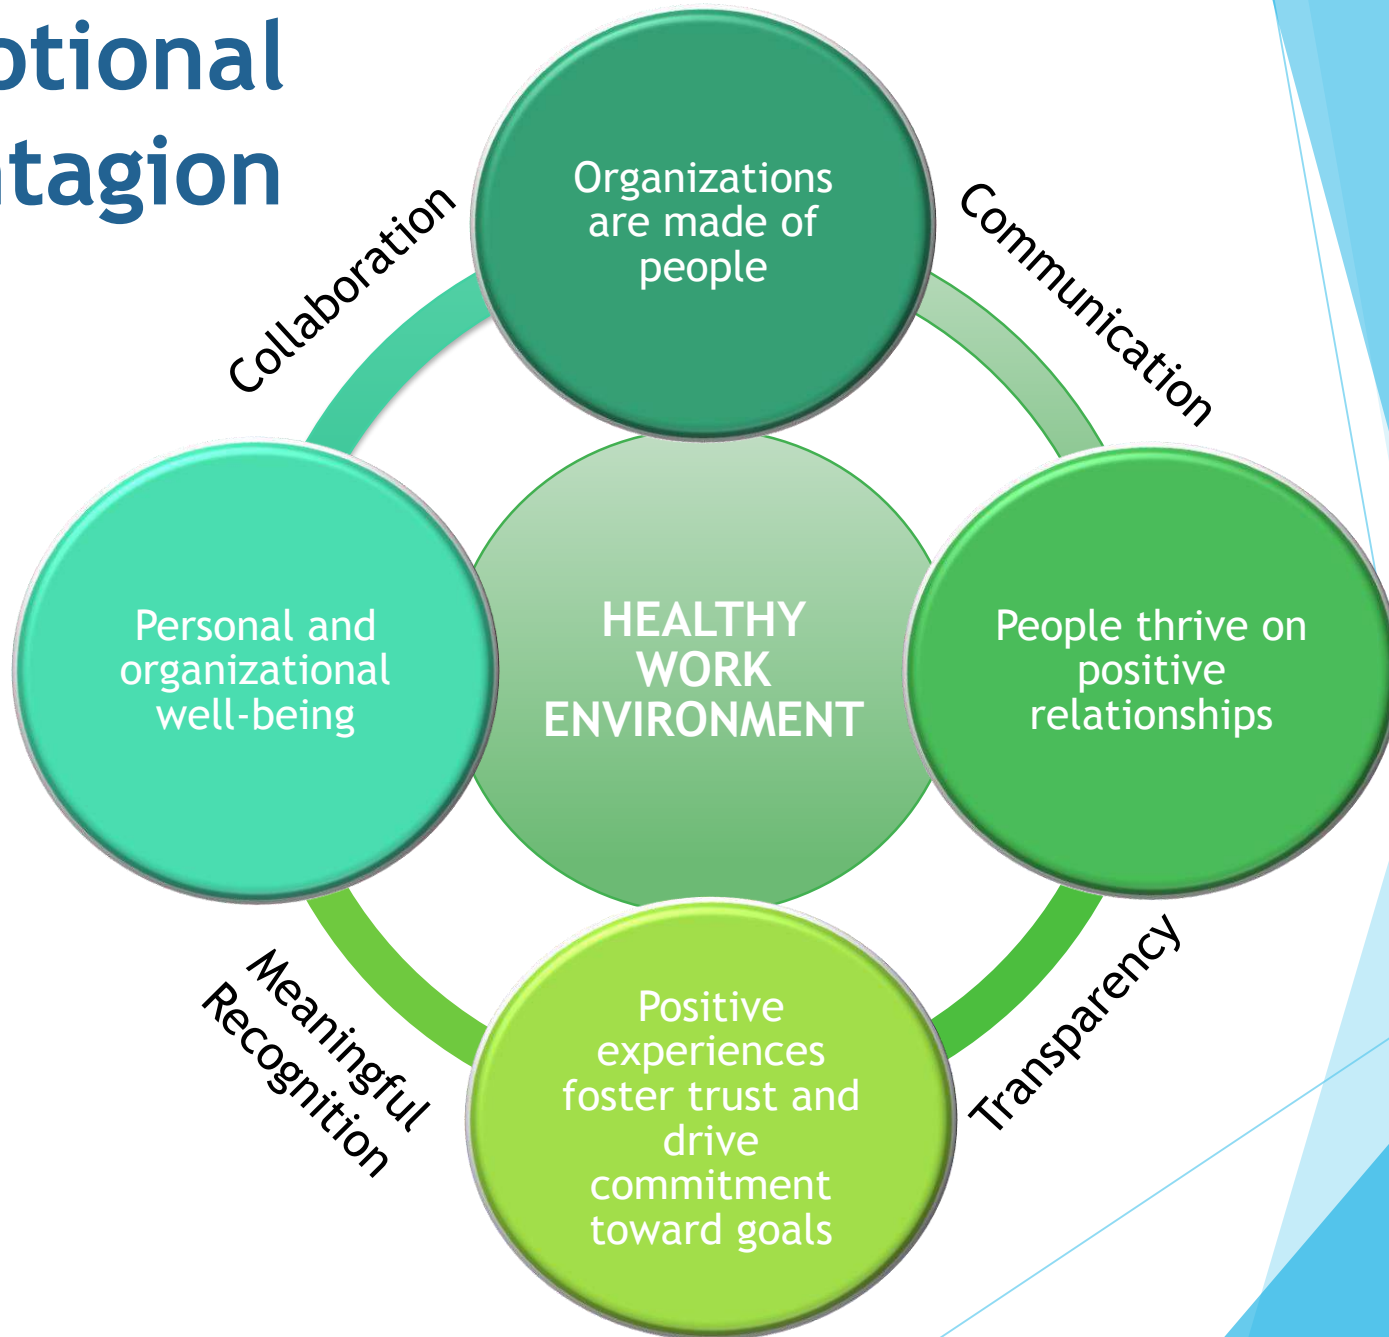 otional
tagion
Collaboration
Organizations
are made of
people
Communication
Personal and
organizational
well-being
HEALTHY
WORK
ENVIRONMENT
People thrive on
positive
relationships
Meaningful
Recognition
Positive
experiences
foster trust and
drive
commitment
toward goals
Transparency